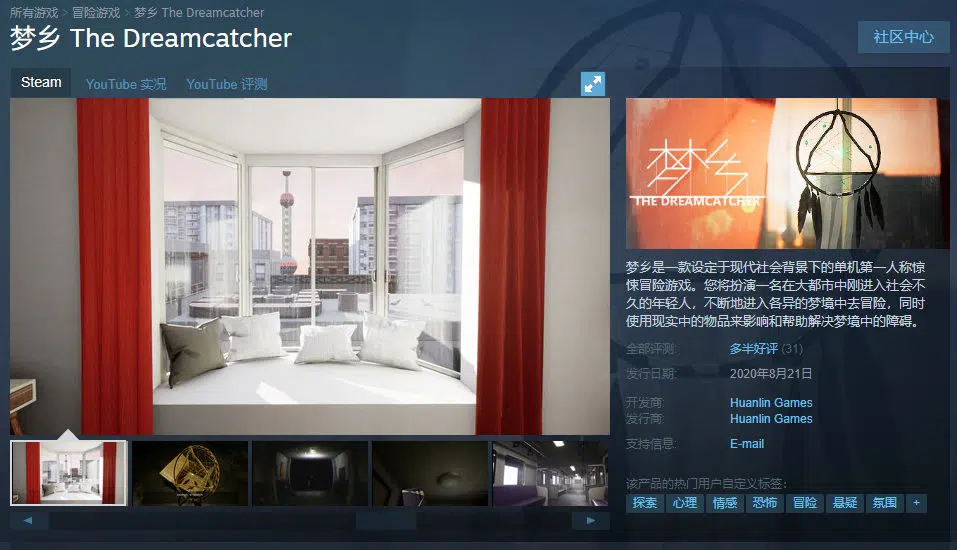 所有游戏 > 冒险游戏 > 梦乡 The Dreamcatcher
梦乡 The Dreamcatcher
社区中心
Steam
YouTube 实况
YouTube 评测
梦乡
THE DREAMCATCHER
梦乡是一款设定于现代社会背景下的单机第一人称惊
悚冒险游戏。您将扮演一名在大都市中刚进入社会不
久的年轻人，不断地进入各异的梦境中去冒险，同时
使用现实中的物品来影响和帮助解决梦境中的障碍。
全部评测: 多半好评 (31)
发行日期: 2020年8月21日
开发商: Huanlin Games
发行商: Huanlin Games
支持信息: E-mail
该产品的热门用户自定义标签：
探索 心理 情感 恐怖 冒险 悬疑 氛围 +